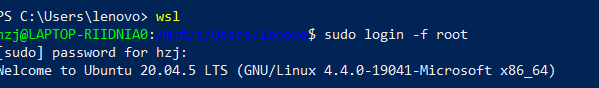 PS C:\Users\lenovo> wsl
hzj@LAPTOP-RIIDNIA0:/mnt/c/Users/lenovo$ sudo login -f root
[sudo] password for hzj:
Welcome to Ubuntu 20.04.5 LTS (GNU/Linux 4.4.0-19041-Microsoft x86_64)